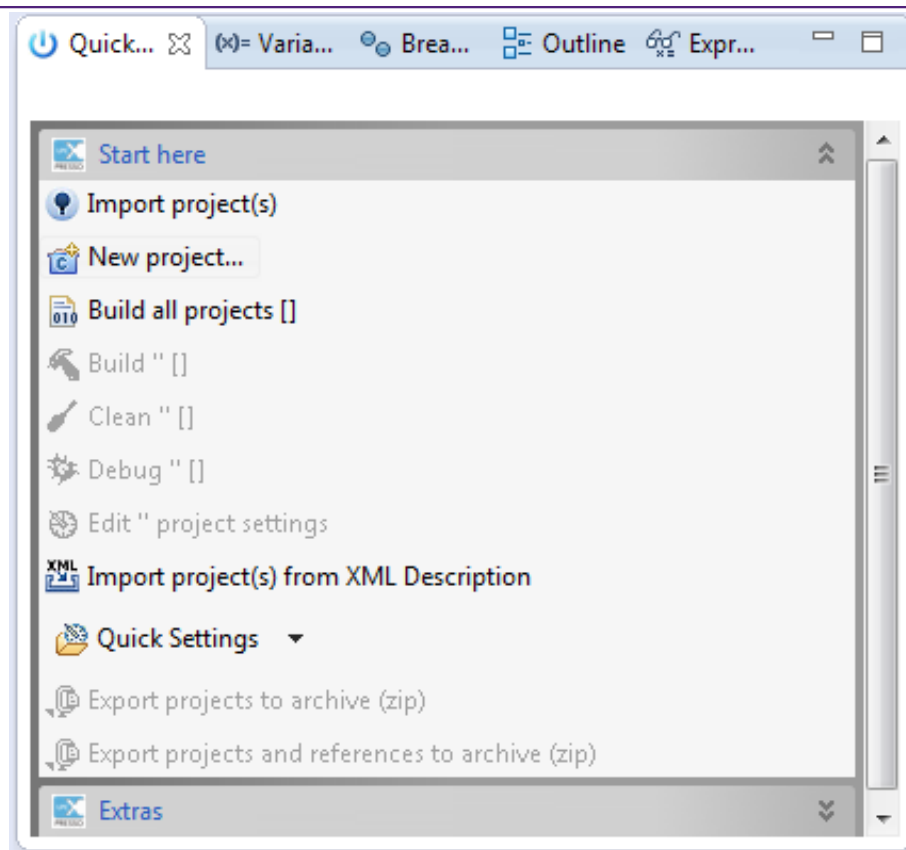 Quick... (x)= Varia... Brea... Outline Expr...
Start here
Import project(s)
New project...
Build all projects []
Build '' []
Clean '' []
Debug '' []
Edit '' project settings
Import project(s) from XML Description
Quick Settings
Export projects to archive (zip)
Export projects and references to archive (zip)
Extras